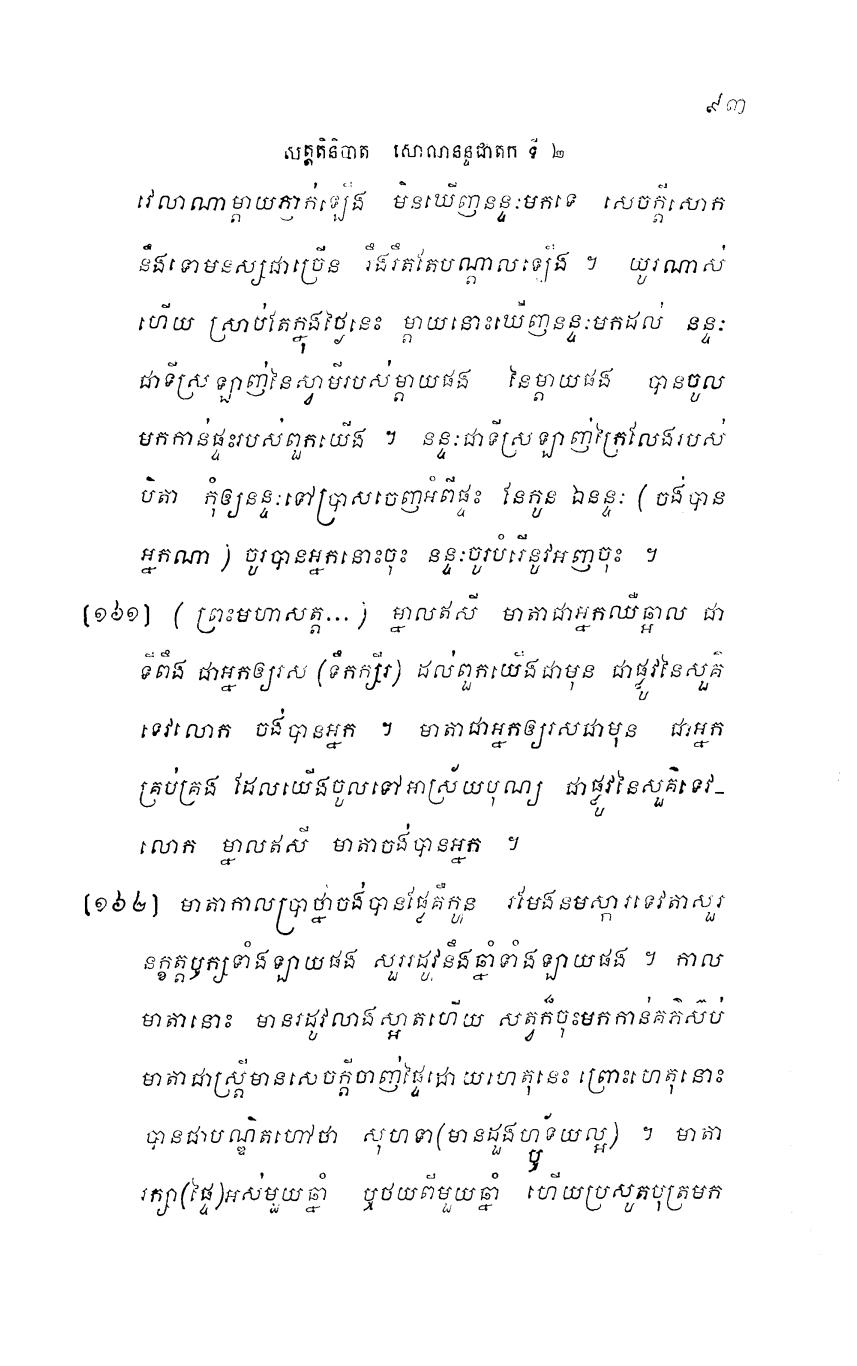 ៩៣
សត្តតិនិបាត សោណនន្ទជាតក ទី ២
វេលាណាម្តាយភ្ញាក់ឡើង មិនឃើញនន្ទៈមកទេ សេចក្តីសោក
នឹងទោមនស្សជាច្រើន រឹងរឹតតែបណ្តាលឡើង ។ យូរណាស់
ហើយ ស្រាប់តែក្នុងថ្ងៃនេះ ម្តាយនោះឃើញនន្ទៈមកដល់ នន្ទៈ
ជាទីស្រឡាញ់នៃស្វាមីរបស់ម្តាយផង នៃម្តាយផង បានចូល
មកកាន់ផ្ទះរបស់ពួកយើង ។ នន្ទៈជាទីស្រឡាញ់ក្រៃលែងរបស់
បិតា កុំឲ្យនន្ទៈទៅប្រាសចេញអំពីផ្ទះ នែកូន ឯនន្ទៈ (ចង់បាន
អ្នកណា) ចូរបានអ្នកនោះចុះ នន្ទៈចូរបំរើនូវអញចុះ ។
[១៦១] (ព្រះមហាសត្ត...) ម្នាលឥសី មាតាជាអ្នកឈឺឆ្អាល ជា
ទីពឹង ជាអ្នកឲ្យរស (ទឹកក្សីរ) ដល់ពួកយើងជាមុន ជាផ្លូវនៃសួគ៌
ទេវលោក ចង់បានអ្នក ។ មាតាជាអ្នកឲ្យរសជាមុន ជាអ្នក
គ្រប់គ្រង ដែលយើងចូលទៅអាស្រ័យបុណ្យ ជាផ្លូវនៃសួគ៌ទេវ-
លោក ម្នាលឥសី មាតាចង់បានអ្នក ។
[១៦២] មាតាកាលប្រាថ្នាចង់បានផ្លែគឺកូន រមែងនមស្ការទេវតាសួរ
នក្ខត្តឫក្សទាំងឡាយផង សួររដូវនឹងឆ្នាំទាំងឡាយផង ។ កាល
មាតានោះ មានរដូវលាងស្អាតហើយ សត្វក៏ចុះមកកាន់គភ៌ស៊ប់
មាតាជាស្ត្រីមានសេចក្តីចាញ់ផ្ទៃដោយហេតុនេះ ព្រោះហេតុនោះ
បានជាបណ្ឌិតហៅថា សុហទា(មានដួងហឫទ័យល្អ) ។ មាតា
រក្សា(ផ្ទៃ)អស់មួយឆ្នាំ ឬថយពីមួយឆ្នាំ ហើយប្រសូតបុត្រមក